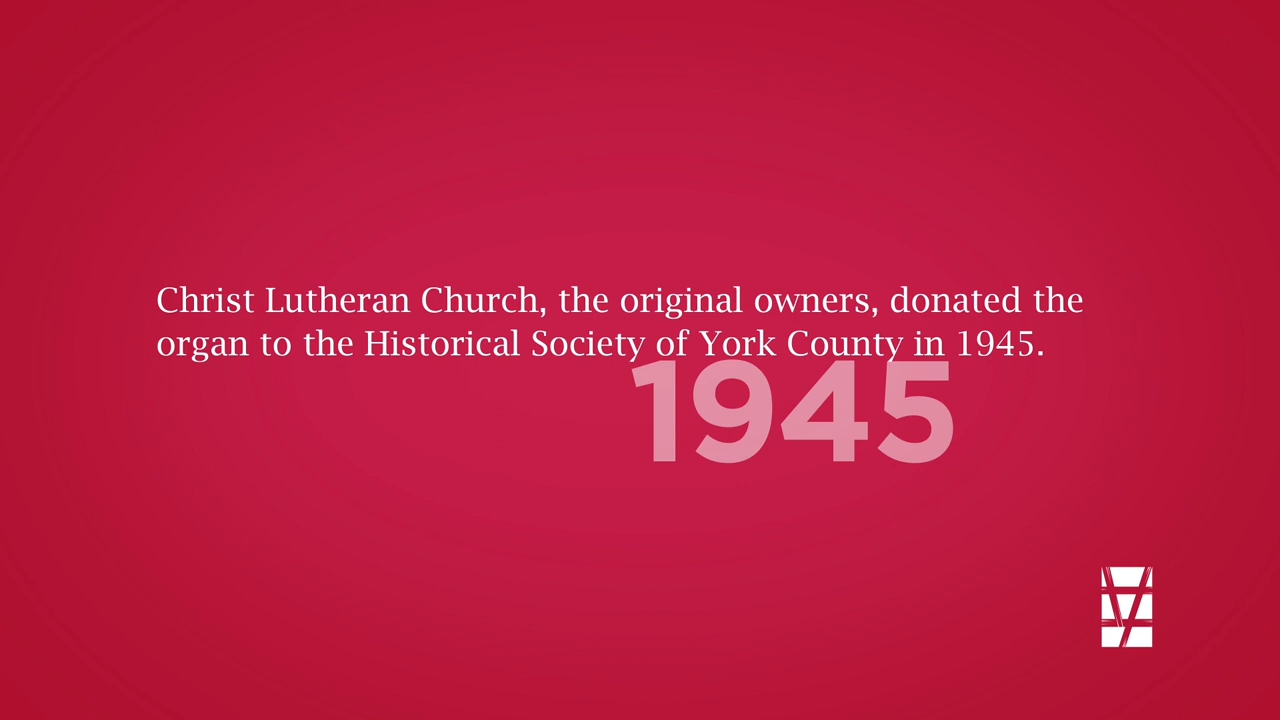 Christ Lutheran Church, the original owners, donated the
organ to the Historical Society of York County in 1945.
1945